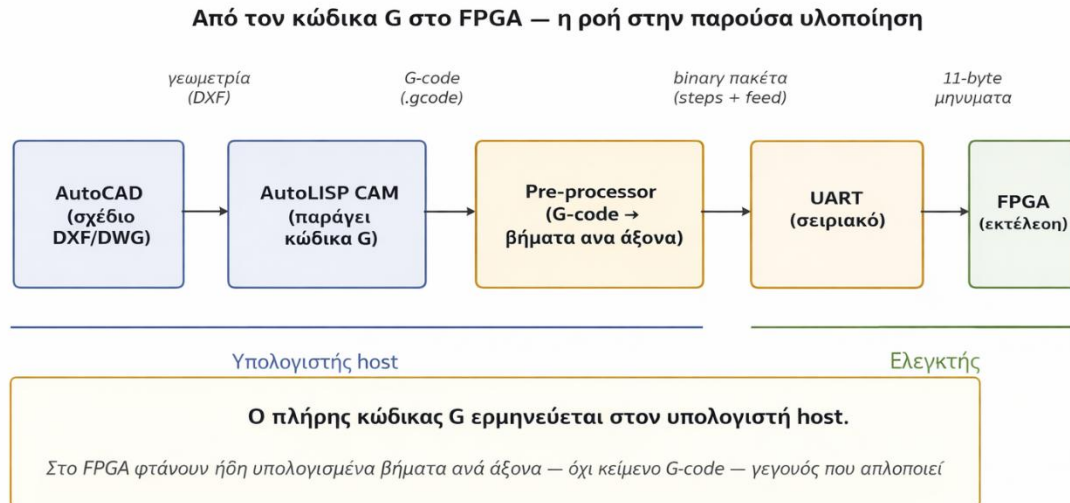 Από τον κώδικα G στο FPGA — η ροή στην παρούσα υλοποίηση
γεωμετρία
(DXF)
G-code
(.gcode)
binary πακέτα
(steps + feed)
11-byte
μηνυματα
AutoCAD
(σχέδιο
DXF/DWG)
AutoLISP CAM
(παράγει
κώδικα G)
Pre-processor
(G-code →
βήματα ανα άξονα)
UART
(σειριακό)
FPGA
(εκτέλεση)
Υπολογιστής host
Ελεγκτής
Ο πλήρης κώδικας G ερμηνεύεται στον υπολογιστή host.
Στο FPGA φτάνουν ήδη υπολογισμένα βήματα ανά άξονα — όχι κείμενο G-code — γεγονός που απλοποιεί